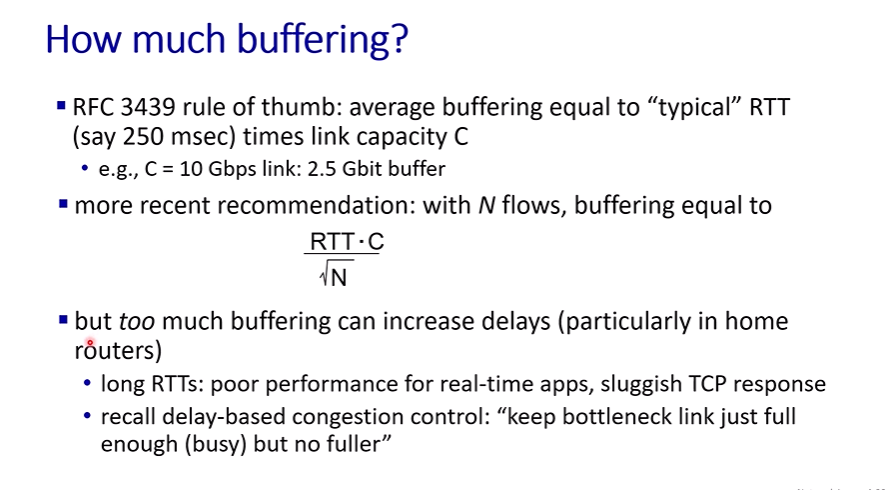 How much buffering?
▪ RFC 3439 rule of thumb: average buffering equal to “typical” RTT
(say 250 msec) times link capacity C
• e.g., C = 10 Gbps link: 2.5 Gbit buffer
▪ more recent recommendation: with N flows, buffering equal to
RTT·C
√N
▪ but too much buffering can increase delays (particularly in home
routers)
• long RTTs: poor performance for real-time apps, sluggish TCP response
• recall delay-based congestion control: “keep bottleneck link just full
enough (busy) but no fuller”